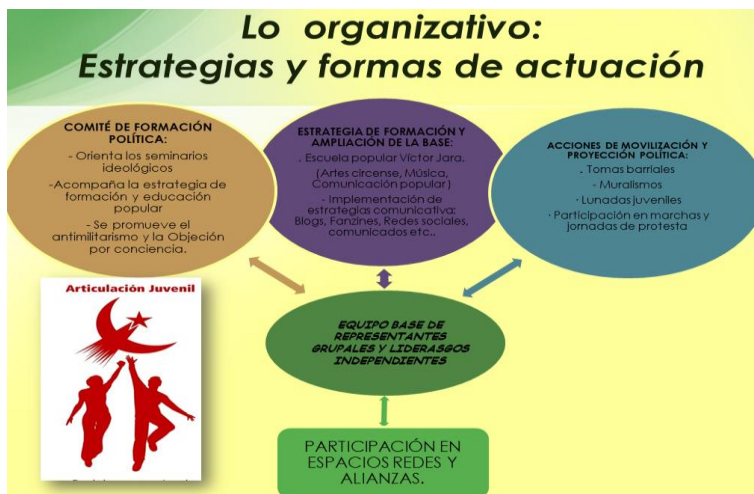 Lo organizativo:
Estrategias y formas de actuación
COMITÉ DE FORMACIÓN
POLÍTICA:
- Orienta los seminarios
ideológicos
-Acompaña la estrategia de
formación y educación
popular
- Se promueve el
antimilitarismo y la Objeción
por conciencia.
ESTRATEGIA DE FORMACIÓN Y
AMPLIACIÓN DE LA BASE:
. Escuela popular Víctor Jara.
(Artes circense, Música,
Comunicación popular)
- Implementación de
estrategias comunicativa:
Blogs, Fanzines, Redes sociales,
comunicados etc..
ACCIONES DE MOVILIZACIÓN Y
PROYECCIÓN POLÍTICA:
. Tomas barriales
- Muralismos
· Lunadas juveniles
· Participación en marchas y
jornadas de protesta
Articulación Juvenil
EQUIPO BASE DE
REPRESENTANTES
GRUPALES Y LIDERASGOS
INDEPENDIENTES
PARTICIPACIÓN EN
ESPACIOS REDES Y
ALIANZAS.